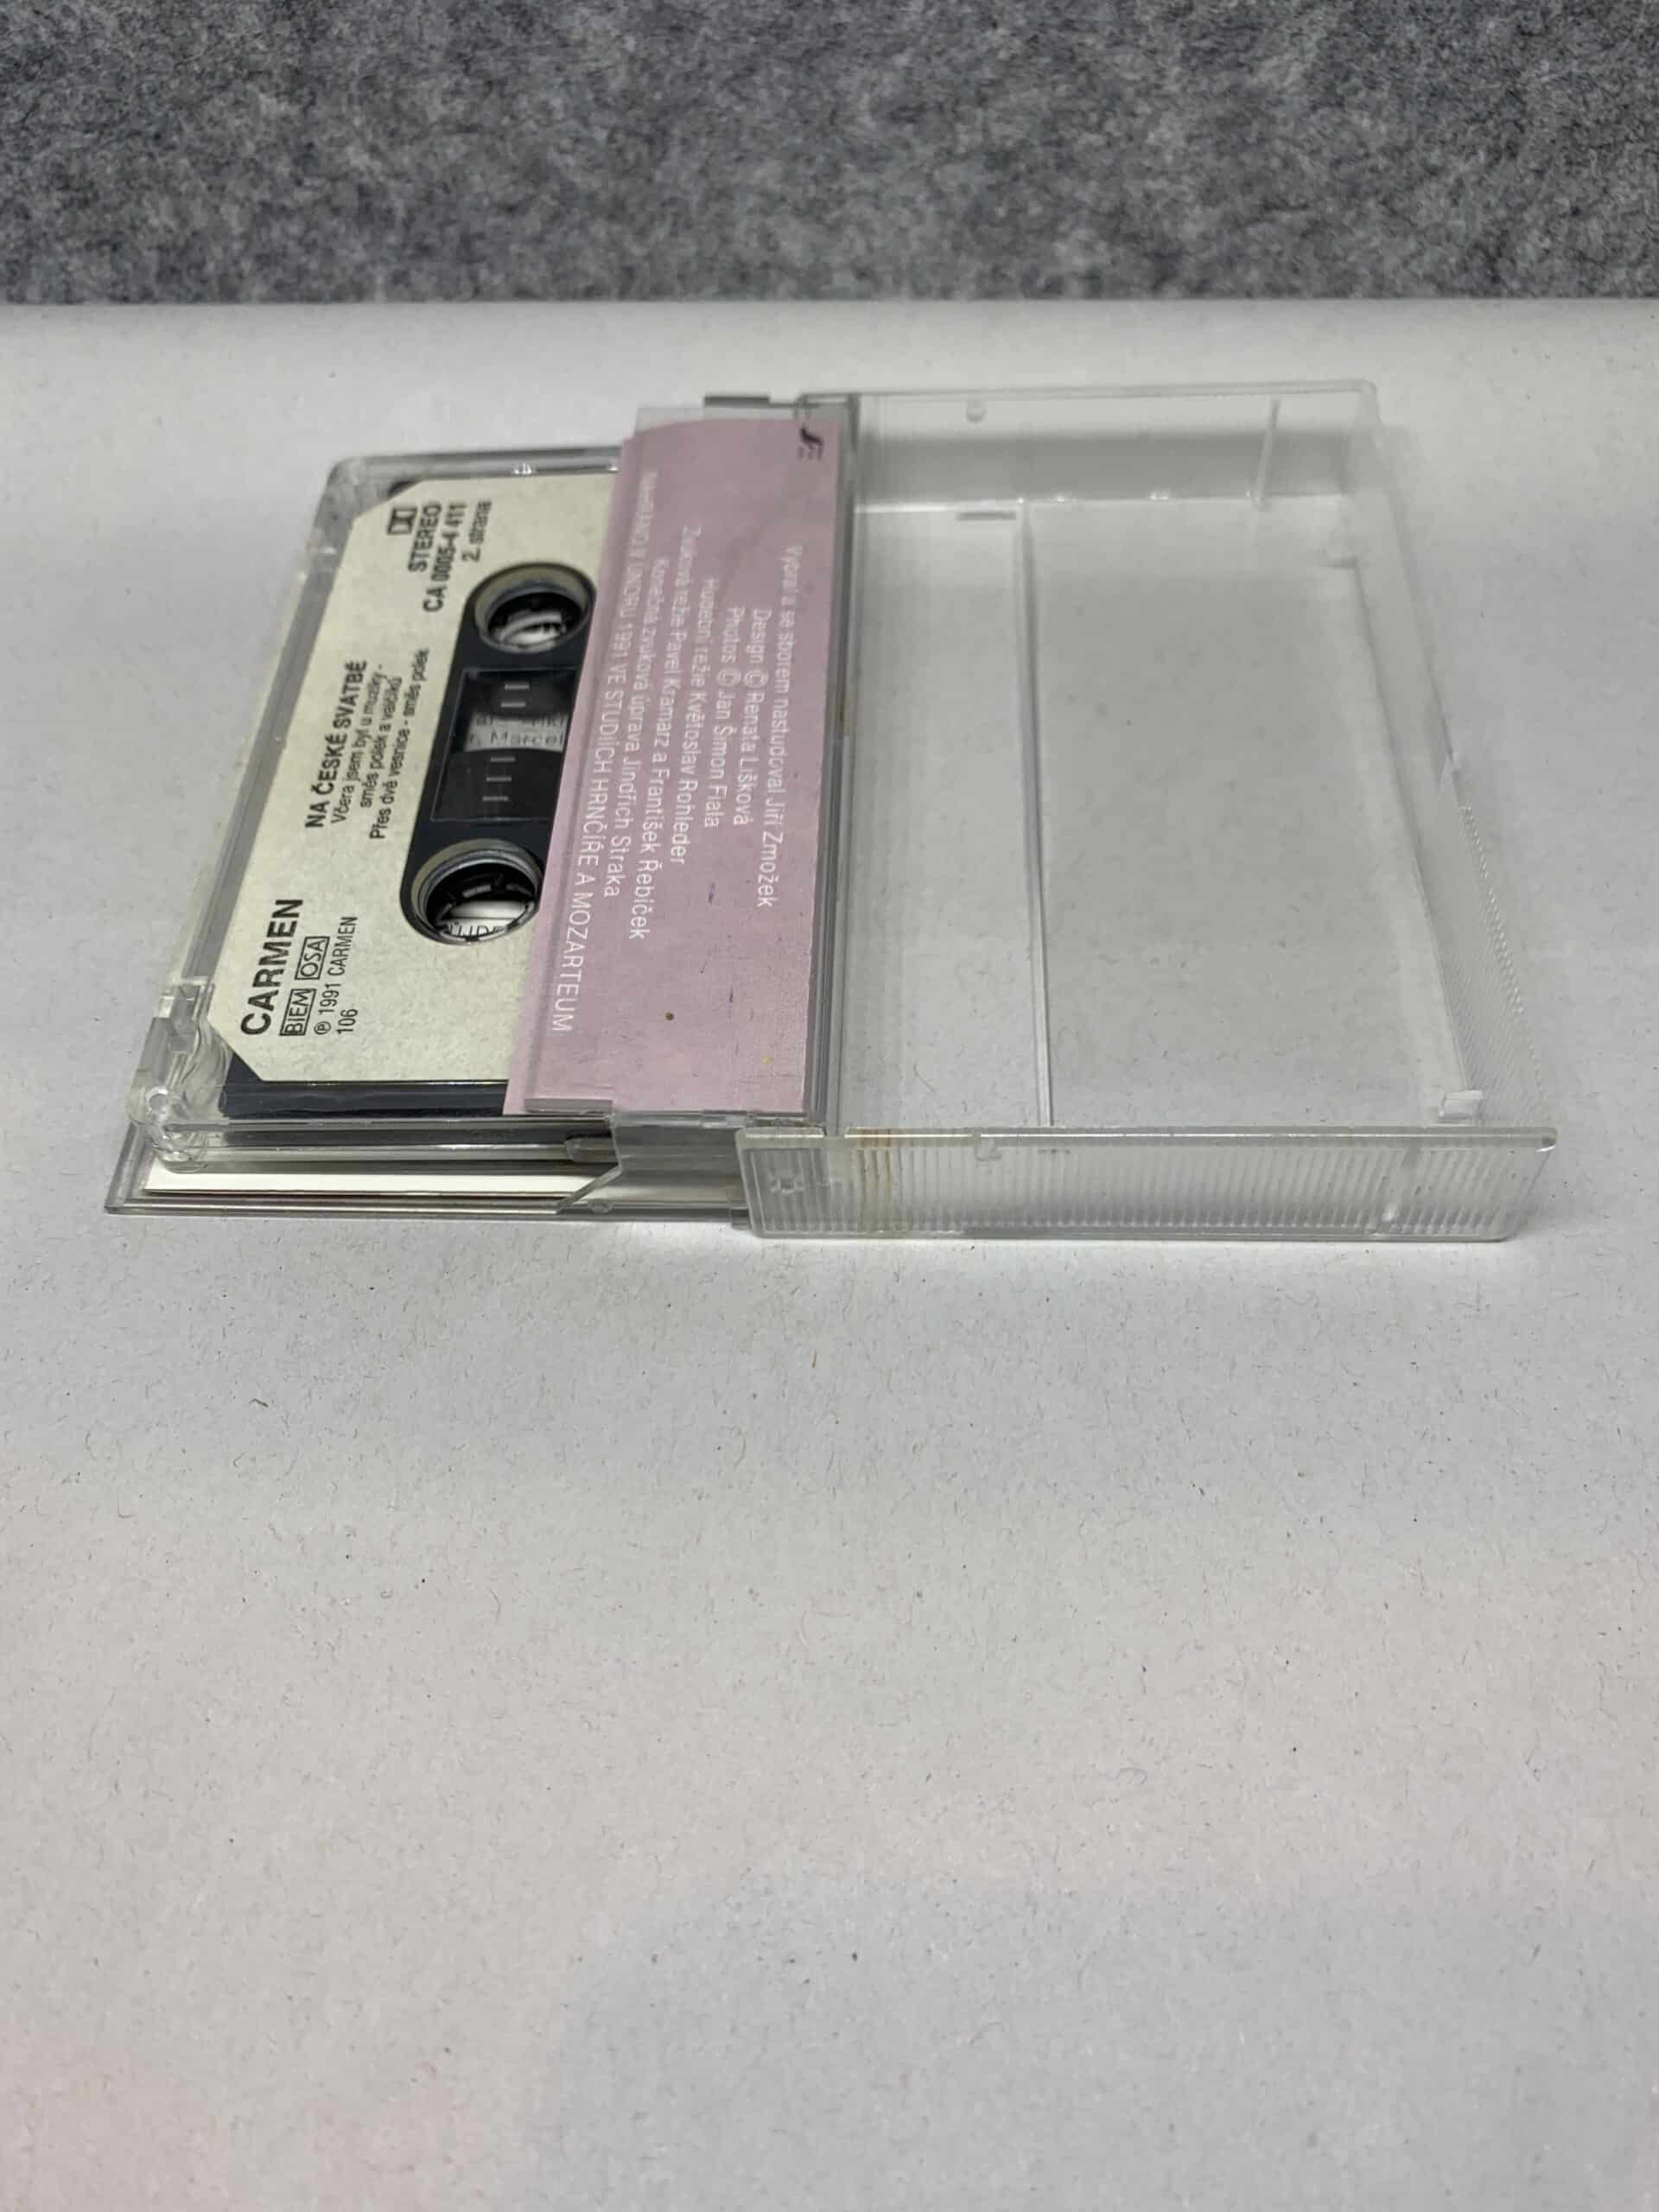 STEREO
CA 0005-4 411
2. strana
NA ČESKÉ SVATBĚ
Včera jsem byl u muziky -
směs polek a valčíků
Přes dvě vesnice - směs polek
CARMEN
BIEM OSA
℗ 1991 CARMEN
106
Marcel
Vybral a se sborem nastudoval Jiří Zmožek
Design © Renata Lišková
Photos © Jan Šimon Fiala
Hudební režie Květoslav Rohleder
Zvuková režie Pavel Kramarz a František Řebíček
Konečná zvuková úprava Jindřich Straka
NAHRÁNO V ÚNORU 1991 VE STUDIÍCH HRNČÍŘE A MOZARTEUM